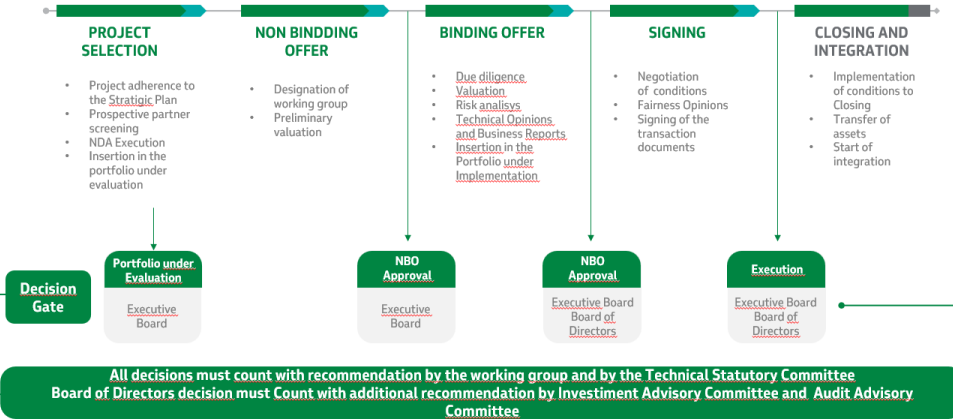 PROJECT
SELECTION
• Project adherence to
the Stratigic Plan
• Prospective partner
screening
• NDA Execution
• Insertion in the
portfolio under
evaluation
NON BINDDING
OFFER
• Designation of
working group
• Preliminary
valuation
BINDING OFFER
• Due diligence
• Valuation
• Risk analisys
• Technical Opinions
and Business Reports
• Insertion in the
Portfolio under
Implementation
SIGNING
• Negotiation
of conditions
• Fairness Opinions
• Signing of the
transaction
documents
CLOSING AND
INTEGRATION
• Implementation
of conditions to
Closing
• Transfer of
assets
• Start of
integration
Decision
Gate
Portfolio under
Evaluation
Executive
Board
NBO
Approval
Executive
Board
NBO
Approval
Executive Board
Board of
Directors
Execution
Executive Board
Board of
Directors
All decisions must count with recommendation by the working group and by the Technical Statutory Committee
Board of Directors decision must Count with additional recommendation by Investiment Advisory Committee and Audit Advisory
Committee